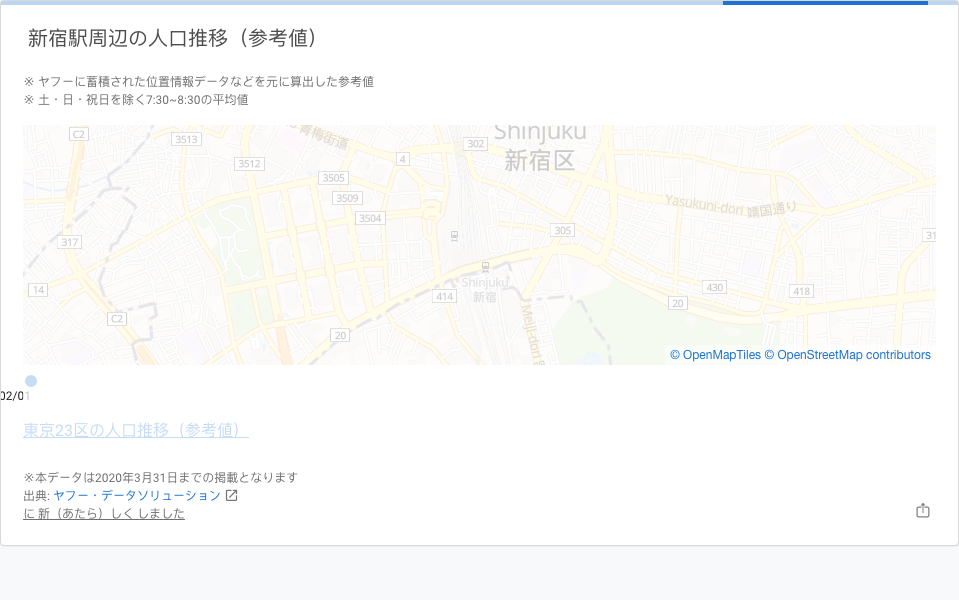 新宿駅周辺の人口推移（参考値）
※ ヤフーに蓄積された位置情報データなどを元に算出した参考値
※ 土・日・祝日を除く7:30~8:30の平均値
C2
3513
青梅街道
302
Shinjuku
新宿区
4
3512
3505
3509
3504
Yasukuni-dori 靖国通り
305
31
317
14
Shinjuku
新宿
414
430
418
20
C2
20
Meiji-dori
© OpenMapTiles © OpenStreetMap contributors
02/01
東京23区の人口推移（参考値）
※本データは2020年3月31日までの掲載となります
出典: ヤフー・データソリューション
に 新（あたら）しく しました